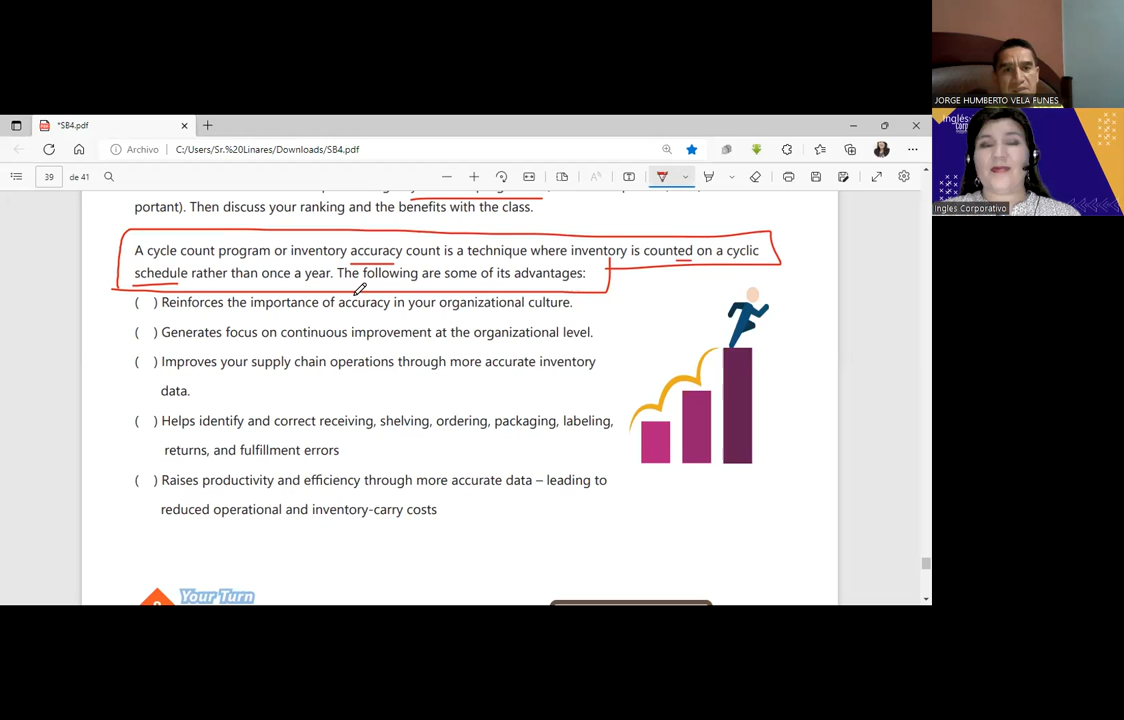 *SB4.pdf
Archivo
C:/Users/Sr.%20Linares/Downloads/SB4.pdf
39
de 41
portant). Then discuss your ranking and the benefits with the class.
A cycle count program or inventory accuracy count is a technique where inventory is counted on a cyclic
schedule rather than once a year. The following are some of its advantages:
( ) Reinforces the importance of accuracy in your organizational culture.
( ) Generates focus on continuous improvement at the organizational level.
( ) Improves your supply chain operations through more accurate inventory
data.
( ) Helps identify and correct receiving, shelving, ordering, packaging, labeling,
returns, and fulfillment errors
( ) Raises productivity and efficiency through more accurate data – leading to
reduced operational and inventory-carry costs
Your Turn
JORGE HUMBERTO VELA FUNES
Ingles Corporativo